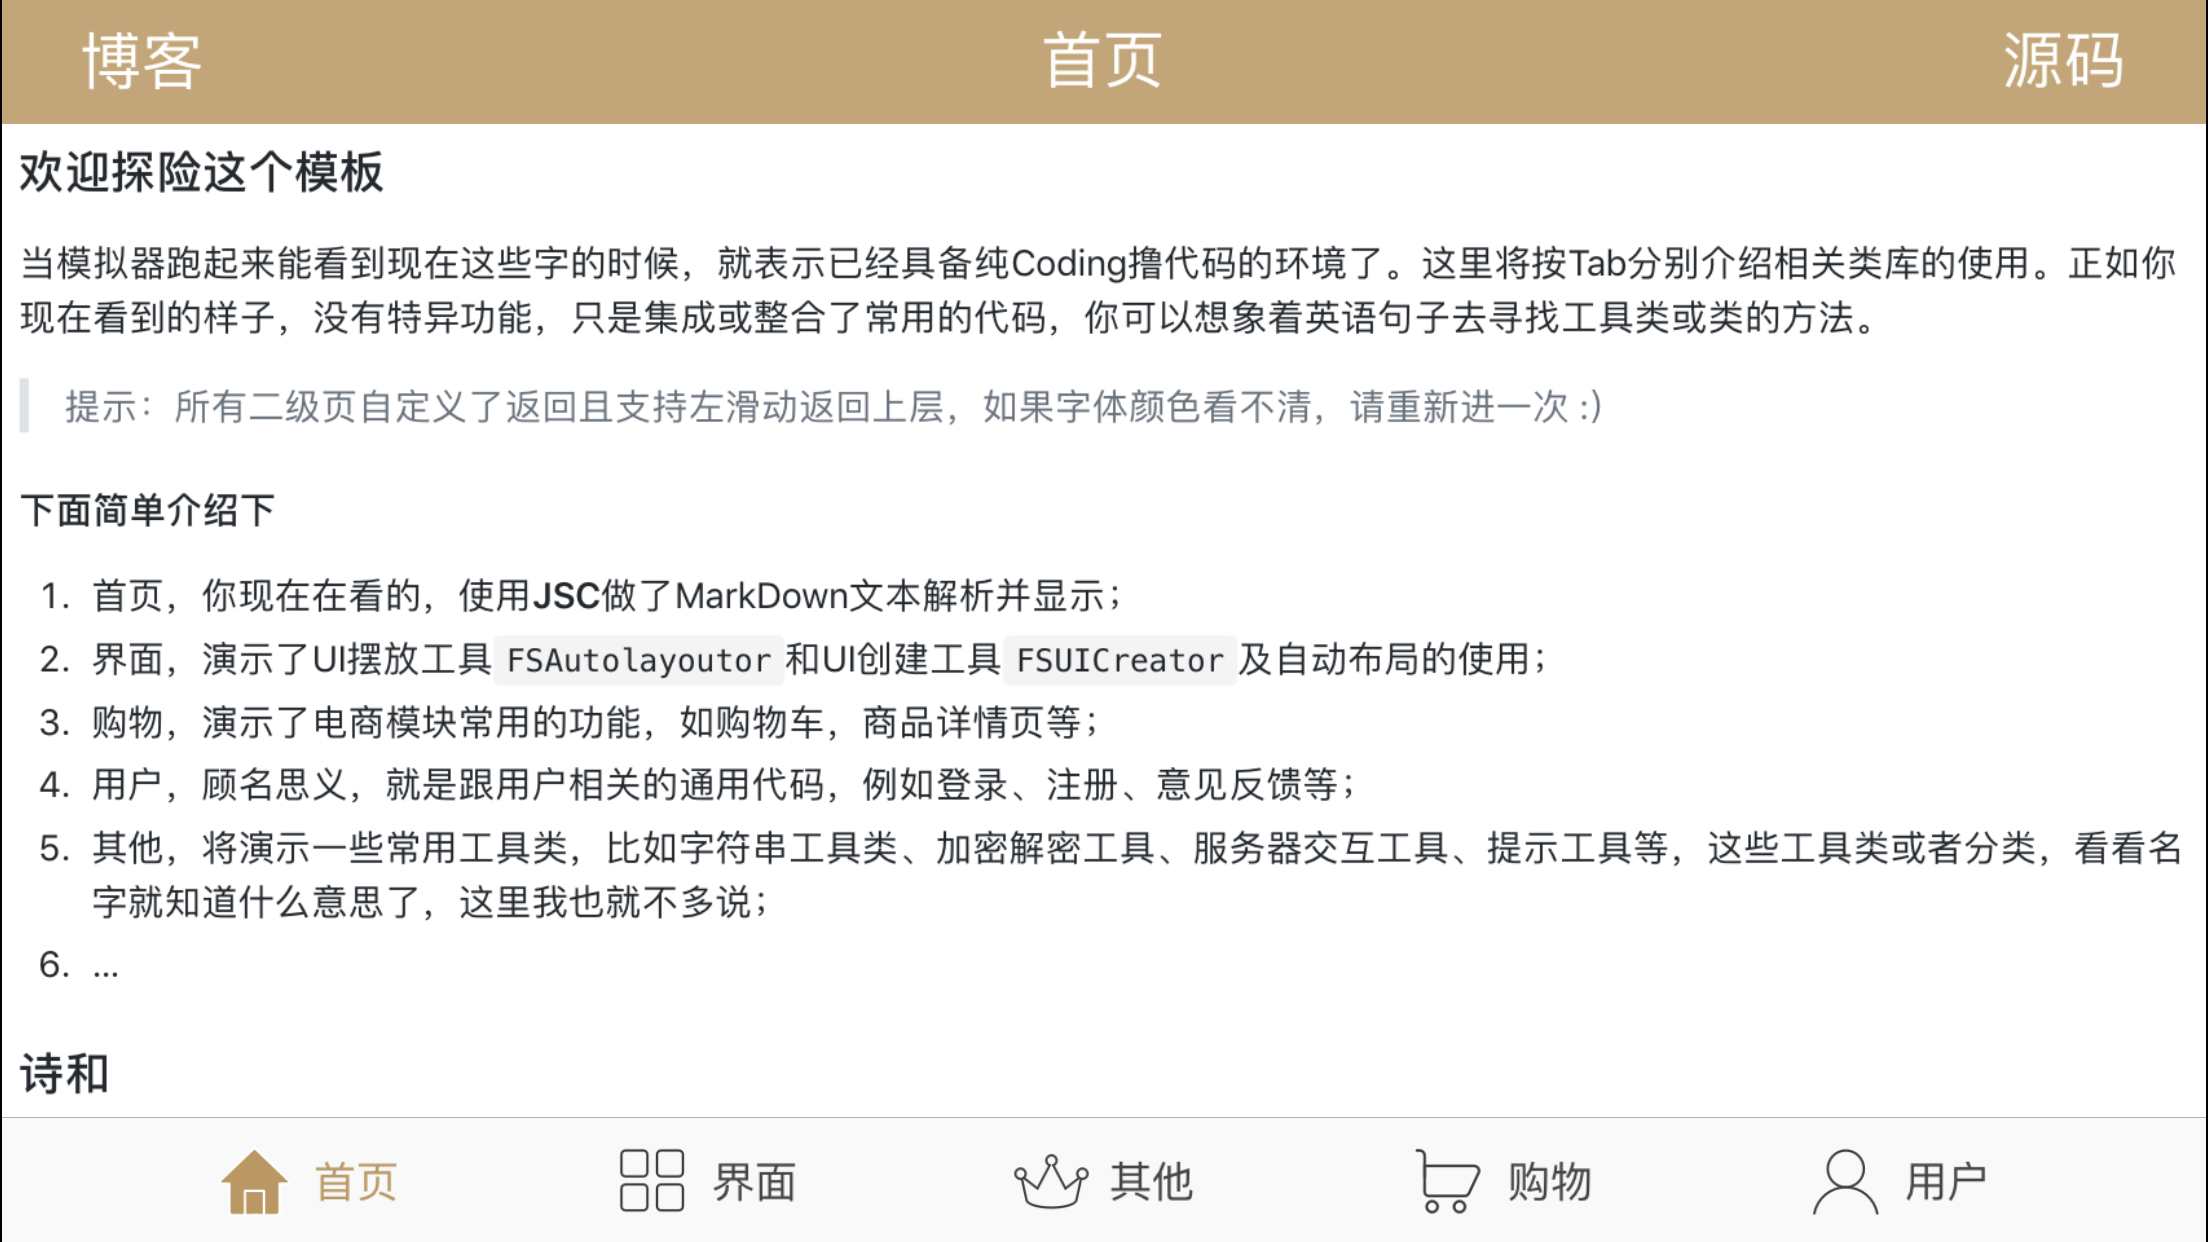 博客 首页 源码
欢迎探险这个模板
当模拟器跑起来能看到现在这些字的时候，就表示已经具备纯Coding撸代码的环境了。这里将按Tab分别介绍相关类库的使用。正如你
现在看到的样子，没有特异功能，只是集成或整合了常用的代码，你可以想象着英语句子去寻找工具类或类的方法。
提示：所有二级页自定义了返回且支持左滑动返回上层，如果字体颜色看不清，请重新进一次 :)
下面简单介绍下
1. 首页，你现在在看的，使用JSC做了MarkDown文本解析并显示；
2. 界面，演示了UI摆放工具 FSAutolayoutor 和UI创建工具 FSUICreator 及自动布局的使用；
3. 购物，演示了电商模块常用的功能，如购物车，商品详情页等；
4. 用户，顾名思义，就是跟用户相关的通用代码，例如登录、注册、意见反馈等；
5. 其他，将演示一些常用工具类，比如字符串工具类、加密解密工具、服务器交互工具、提示工具等，这些工具类或者分类，看看名
字就知道什么意思了，这里我也就不多说；
6. ...
诗和
首页 界面 其他 购物 用户